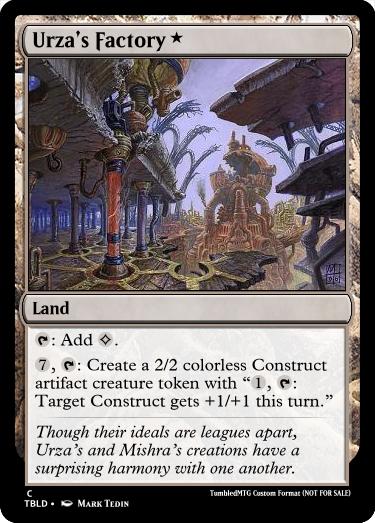 Urza's Factory ★
Land
: Add .
7, : Create a 2/2 colorless Construct
artifact creature token with “1, :
Target Construct gets +1/+1 this turn.”
Though their ideals are leagues apart,
Urza's and Mishra's creations have a
surprising harmony with one another.
C
TBLD • Mark Tedin
TumbledMTG Custom Format (NOT FOR SALE)